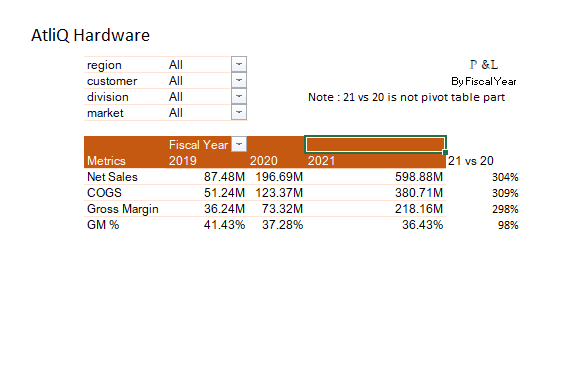 AtliQ Hardware
region All P &L
customer All By Fiscal Year
division All Note : 21 vs 20 is not pivot table part
market All
Fiscal Year
Metrics 2019 2020 2021 21 vs 20
Net Sales 87.48M 196.69M 598.88M 304%
COGS 51.24M 123.37M 380.71M 309%
Gross Margin 36.24M 73.32M 218.16M 298%
GM % 41.43% 37.28% 36.43% 98%